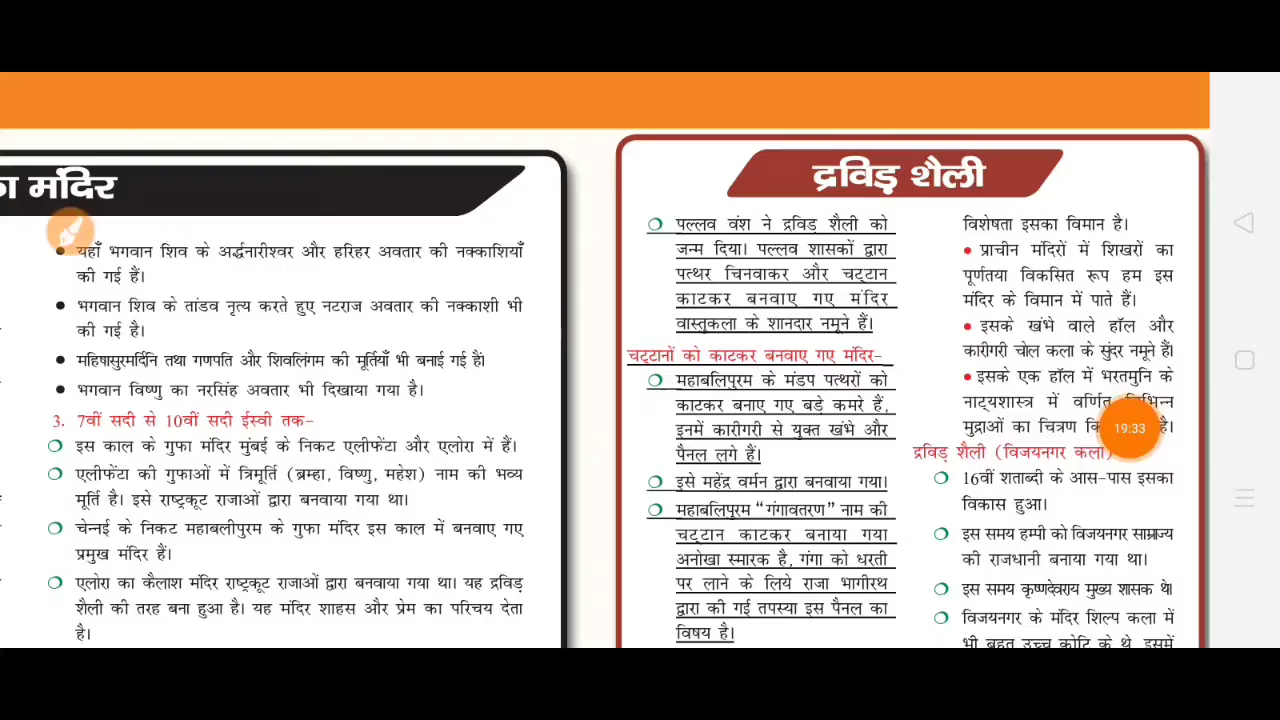 मंदिर
यहाँ भगवान शिव के अर्द्धनारीश्वर और हरिहर अवतार की नक्काशियाँ
की गई हैं।
भगवान शिव के तांडव नृत्य करते हुए नटराज अवतार की नक्काशी भी
की गई है।
महिषासुरमर्दिनि तथा गणपति और शिवलिंगम की मूर्तियाँ भी बनाई गई है।
भगवान विष्णु का नरसिंह अवतार भी दिखाया गया है।
3. 7वीं सदी से 10वीं सदी ईस्वी तक-
इस काल के गुफा मंदिर मुंबई के निकट एलीफेंटा और एलोरा में हैं।
एलीफेंटा की गुफाओं में त्रिमूर्ति (ब्रम्हा, विष्णु, महेश) नाम की भव्य
मूर्ति है। इसे राष्ट्रकूट राजाओं द्वारा बनवाया गया था।
चेन्नई के निकट महाबलीपुरम के गुफा मंदिर इस काल में बनवाए गए
प्रमुख मंदिर हैं।
एलोरा का कैलाश मंदिर राष्ट्रकूट राजाओं द्वारा बनवाया गया था। यह द्रविड़
शैली की तरह बना हुआ है। यह मंदिर शाहस और प्रेम का परिचय देता
है।
द्रविड़ शैली
पल्लव वंश ने द्रविड शैली को
जन्म दिया। पल्लव शासकों द्वारा
पत्थर चिनवाकर और चट्टान
काटकर बनवाए गए मंदिर
वास्तुकला के शानदार नमूने हैं।
चट्टानों को काटकर बनवाए गए मंदिर-
महाबलिपुरम के मंडप पत्थरों को
काटकर बनाए गए बड़े कमरे हैं,
इनमें कारीगरी से युक्त खंभे और
पैनल लगे हैं।
इसे महेंद्र वर्मन द्वारा बनवाया गया।
महाबलिपुरम “गंगावतरण” नाम की
चट्टान काटकर बनाया गया
अनोखा स्मारक है, गंगा को धरती
पर लाने के लिये राजा भागीरथ
द्वारा की गई तपस्या इस पैनल का
विषय है।
विशेषता इसका विमान है।
प्राचीन मंदिरों में शिखरों का
पूर्णतया विकसित रूप हम इस
मंदिर के विमान में पाते हैं।
इसके खंभे वाले हॉल और
कारीगरी चोल कला के सुंदर नमूने हैं।
इसके एक हॉल में भरतमुनि के
नाट्यशास्त्र में वर्णित
मुद्राओं का चित्रण है।
19:33
द्रविड़ शैली (विजयनगर कला)
16वीं शताब्दी के आस-पास इसका
विकास हुआ।
इस समय हम्पी को विजयनगर साम्राज्य
की राजधानी बनाया गया था।
इस समय कृष्णदेवराय मुख्य शासक थे।
विजयनगर के मंदिर शिल्प कला में
भी बहुत उच्च कोटि के थे, इसमें